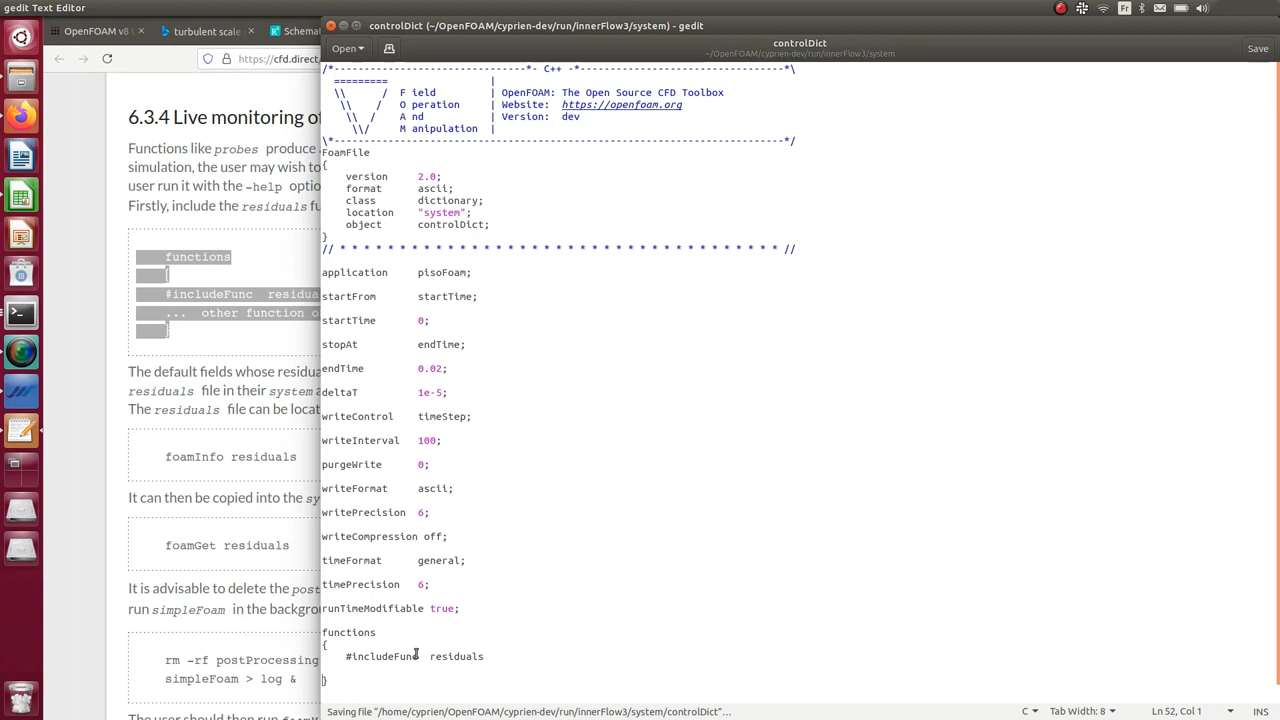 gedit Text Editor
Fr
OpenFOAM v8
turbulent scale
Schema
https://cfd.direct
6.3.4 Live monitoring of
Functions like probes produce
simulation, the user may wish to
user run it with the -help optio
Firstly, include the residuals fu
functions
{
#includeFunc residua
... other function o
}
The default fields whose residua
residuals file in their system a
The residuals file can be locat
foamInfo residuals
It can then be copied into the sy
foamGet residuals
It is advisable to delete the post
run simpleFoam in the backgrou
rm -rf postProcessing
simpleFoam > log &
controlDict (~/OpenFOAM/cyprien-dev/run/innerFlow3/system) - gedit
Open
controlDict
~/OpenFOAM/cyprien-dev/run/innerFlow3/system
Save
/*--------------------------------*- C++ -*----------------------------------*\
========= |
\\ / F ield | OpenFOAM: The Open Source CFD Toolbox
\\ / O peration | Website: https://openfoam.org
\\ / A nd | Version: dev
\\/ M anipulation |
\*---------------------------------------------------------------------------*/
FoamFile
{
version 2.0;
format ascii;
class dictionary;
location "system";
object controlDict;
}
// * * * * * * * * * * * * * * * * * * * * * * * * * * * * * * * * * * * * * //
application pisoFoam;
startFrom startTime;
startTime 0;
stopAt endTime;
endTime 0.02;
deltaT 1e-5;
writeControl timeStep;
writeInterval 100;
purgeWrite 0;
writeFormat ascii;
writePrecision 6;
writeCompression off;
timeFormat general;
timePrecision 6;
runTimeModifiable true;
functions
{
#includeFunc residuals
}
Saving file "/home/cyprien/OpenFOAM/cyprien-dev/run/innerFlow3/system/controlDict"...
C
Tab Width: 8
Ln 52, Col 1
INS